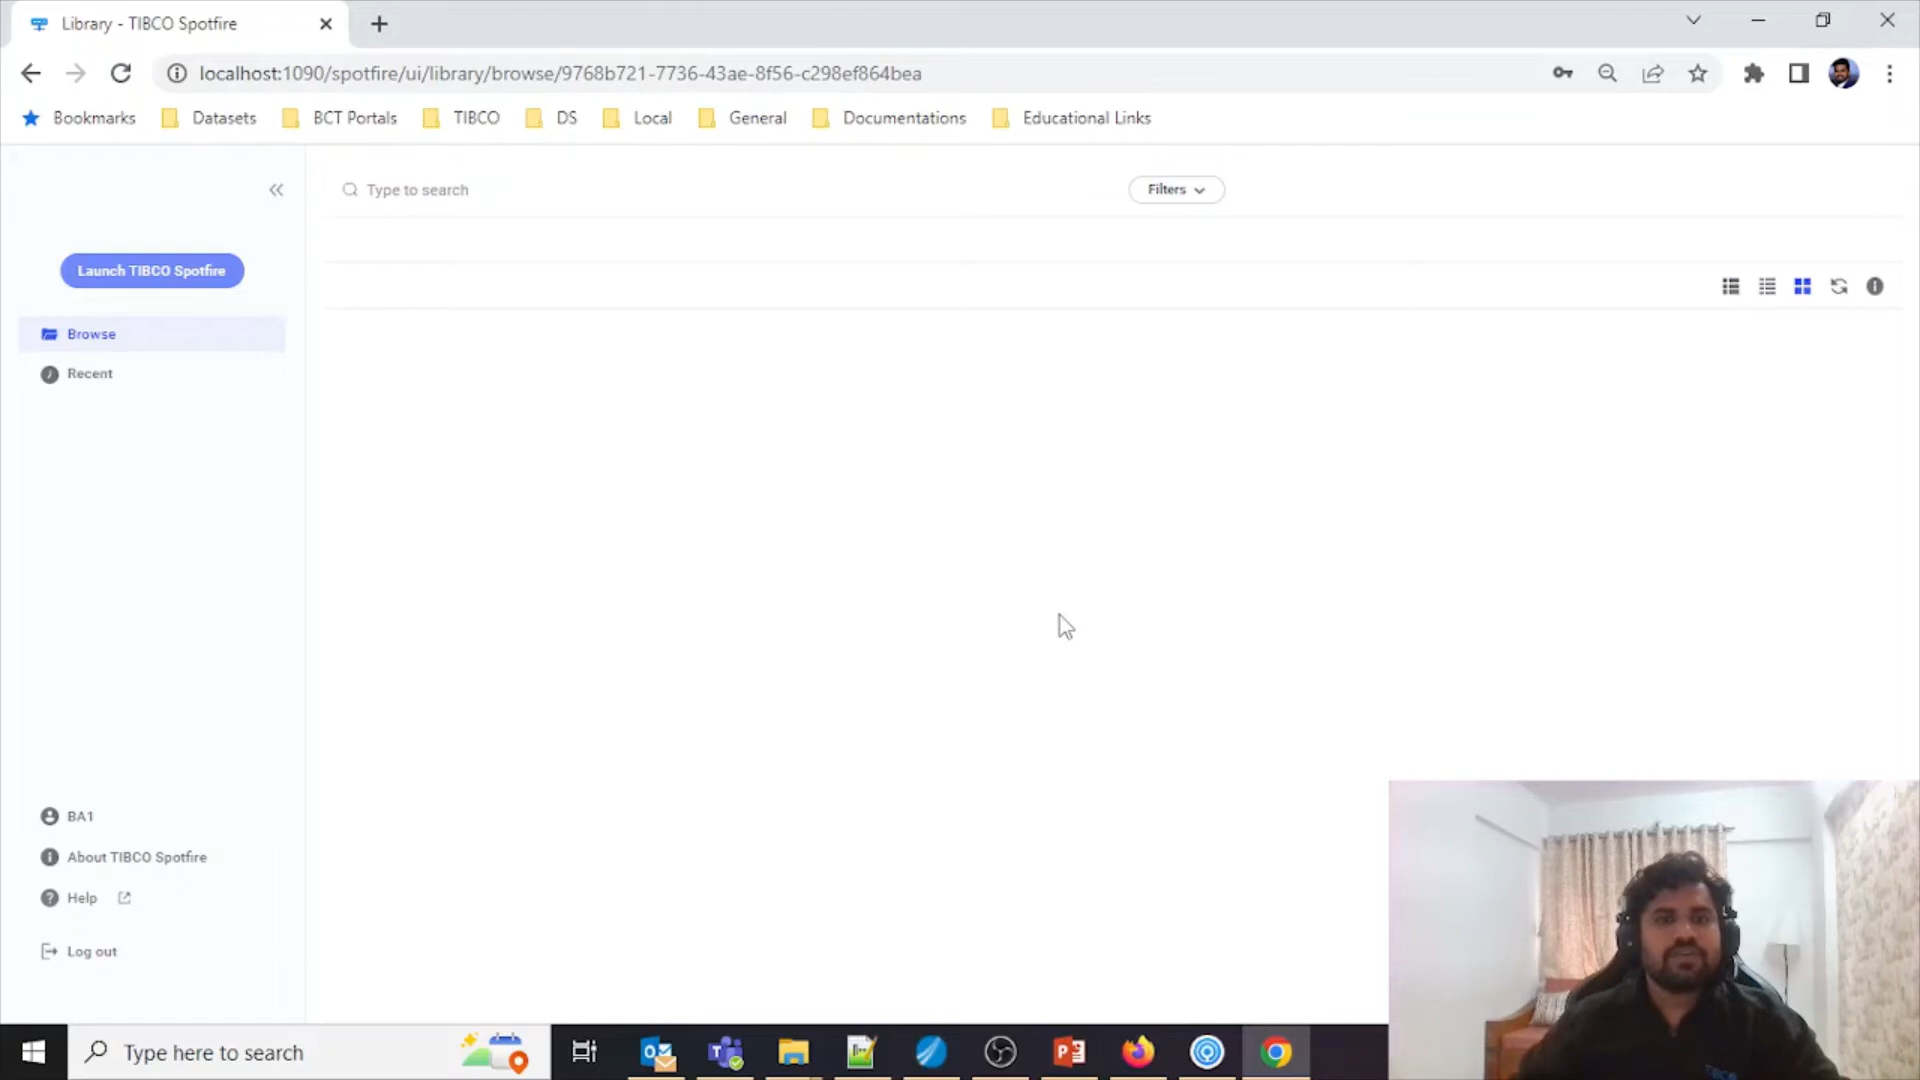 Library - TIBCO Spotfire
localhost:1090/spotfire/ui/library/browse/9768b721-7736-43ae-8f56-c298ef864bea
Bookmarks Datasets BCT Portals TIBCO DS Local General Documentations Educational Links
Type to search Filters
Launch TIBCO Spotfire
Browse
Recent
BA1
About TIBCO Spotfire
Help
Log out
Type here to search